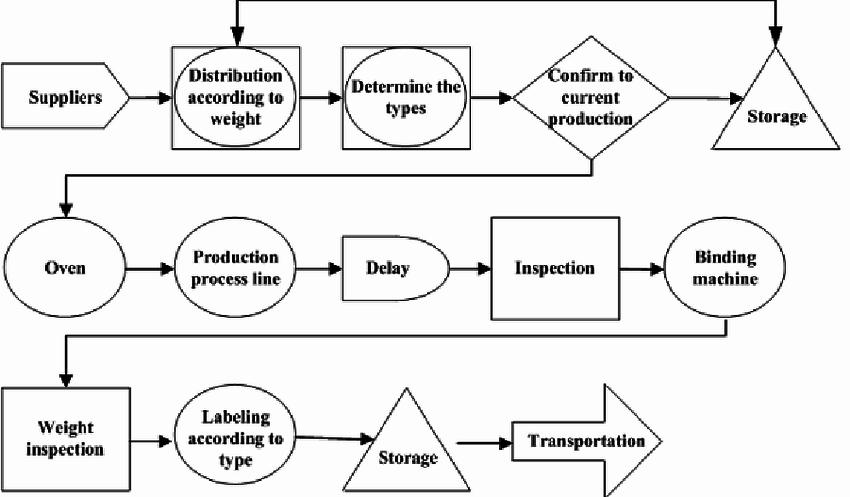 Suppliers
Distribution
according to
weight
Determine the
types
Confirm to
current
production
Storage
Oven
Production
process line
Delay
Inspection
Binding
machine
Weight
inspection
Labeling
according to
type
Storage
Transportation